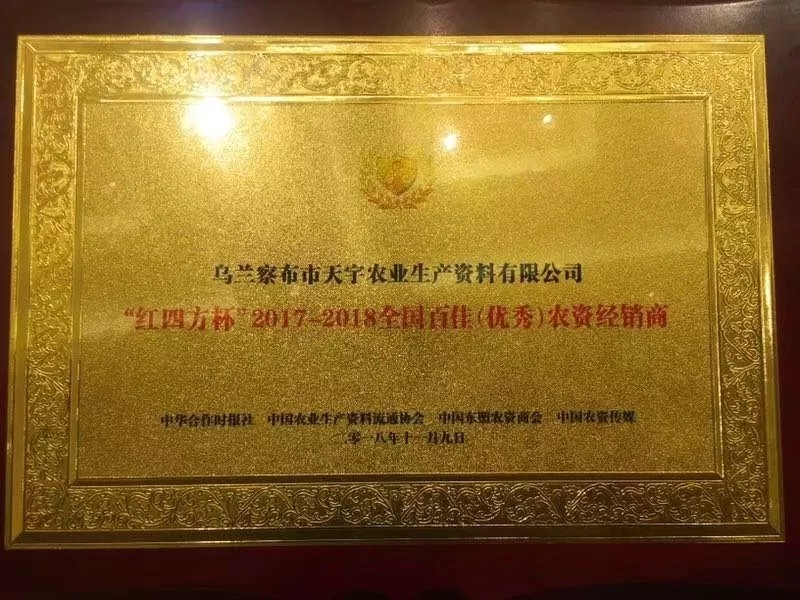 乌兰察布市天宇农业生产资料有限公司
“红四方杯”2017-2018全国百佳(优秀)农资经销商
中华合作时报社 中国农业生产资料流通协会 中国东盟农资商会 中国农资传媒
二零一八年十一月九日